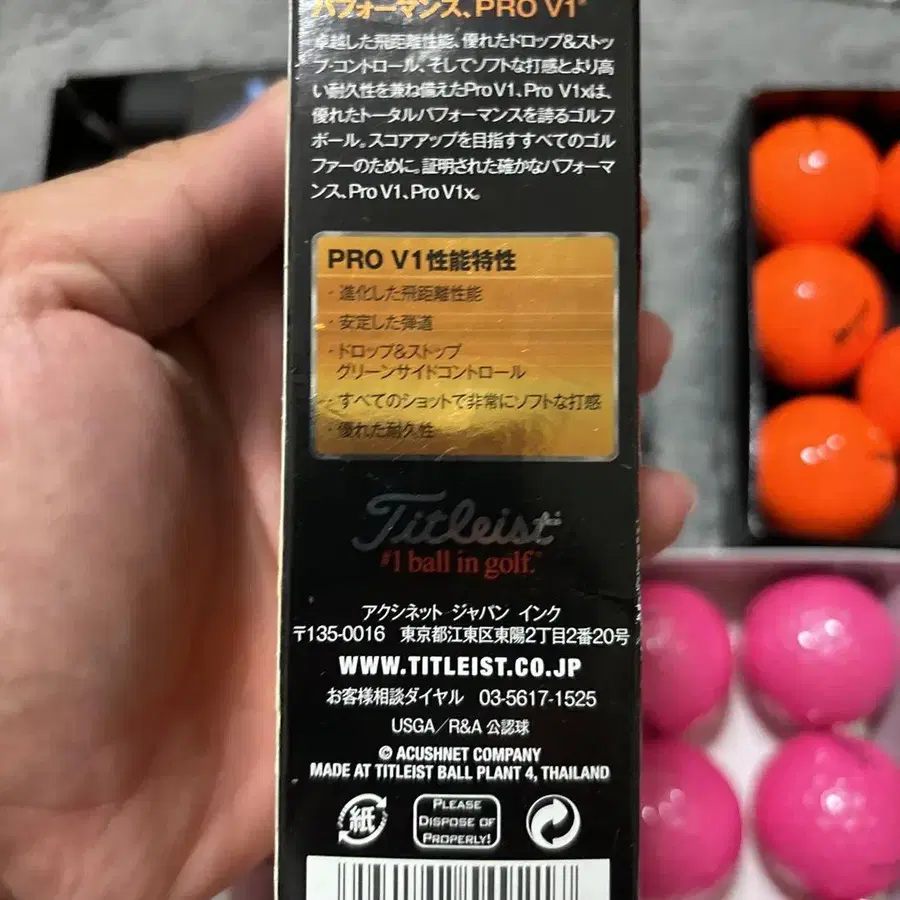 パフォーマンス、PRO V1®
卓越した飛距離性能、優れたドロップ&ストッ
プ・コントロール、そしてソフトな打感とより高
い耐久性を兼ね備えたPro V1、Pro V1xは、
優れたトータルパフォーマンスを誇るゴルフ
ボール。スコアアップを目指すすべてのゴル
ファーのために。証明された確かなパフォーマ
ンス、Pro V1、Pro V1x。
PRO V1性能特性
・進化した飛距離性能
・安定した弾道
・ドロップ&ストップ
グリーンサイドコントロール
・すべてのショットで非常にソフトな打感
・優れた耐久性
Titleist
#1 ball in golf.
アクシネット ジャパン インク
〒135-0016 東京都江東区東陽2丁目2番20号
WWW.TITLEIST.CO.JP
お客様相談ダイヤル 03-5617-1525
USGA/R&A 公認球
© ACUSHNET COMPANY
MADE AT TITLEIST BALL PLANT 4, THAILAND
紙
PLEASE
DISPOSE OF
PROPERLY!